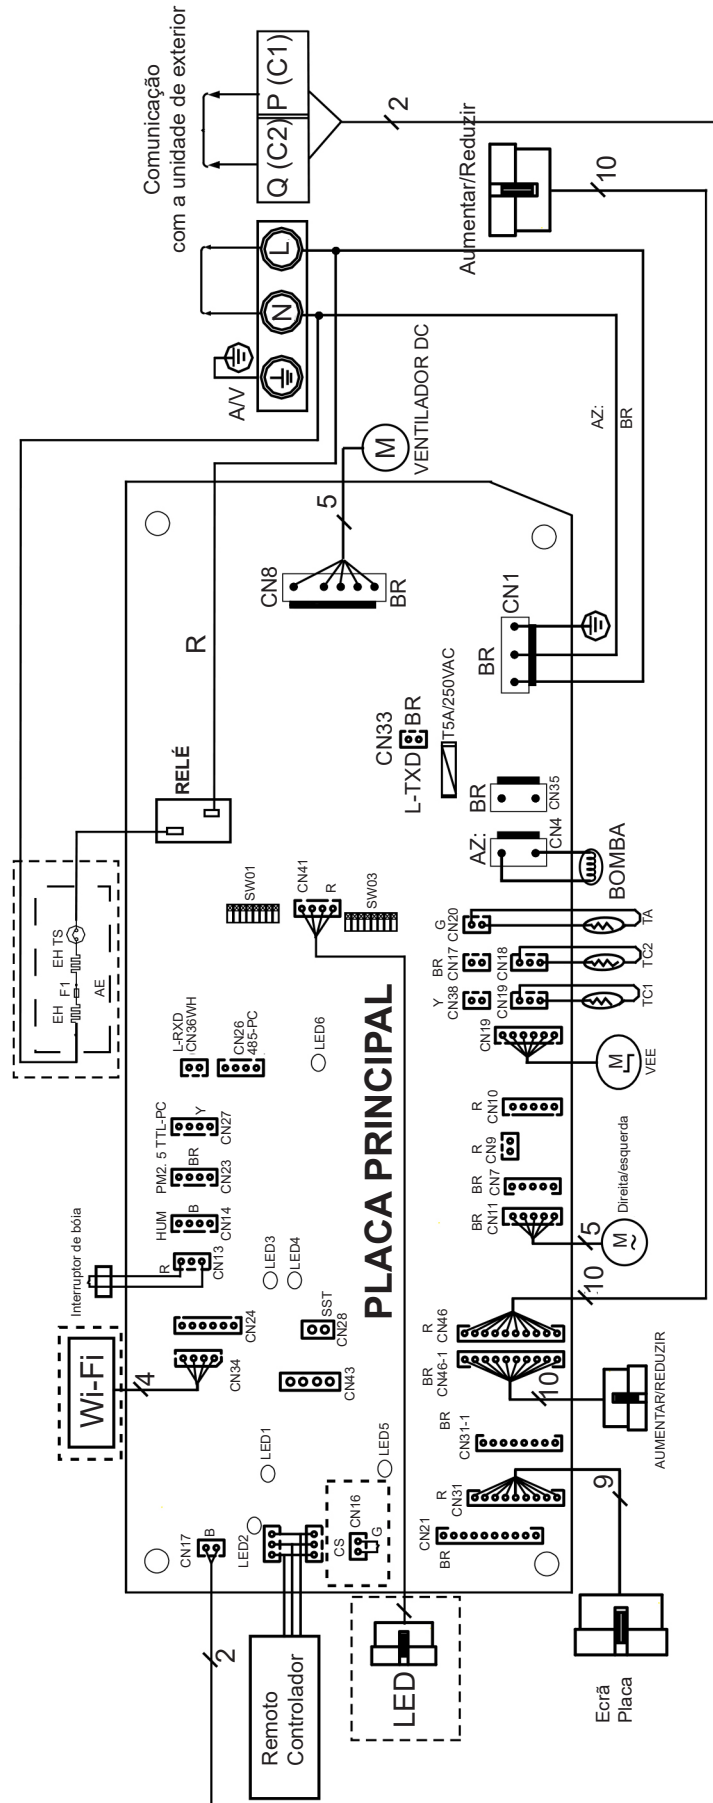 Comunicação
com a unidade de exterior
Q (C2)
P (C1)
2
Aumentar/Reduzir
10
A/V
N
L
M
VENTILADOR DC
5
AZ:
BR
CN8
BR
R
CN1
BR
CN33
L-TXD
BR
T5A/250VAC
RELÉ
BR
CN35
AZ:
CN4
BOMBA
SW01
CN41
R
SW03
EH
F1
EH TS
AE
L-RXD
CN36WH
CN26
485-PC
LED6
G
CN20
TA
BR
CN17
CN18
TC2
Y
CN38
CN19
TC1
CN19
M
VEE
PM2. 5 TTL-PC
Y
CN27
BR
CN23
HUM
B
CN14
Interruptor de bóia
R
CN13
R
CN10
R
CN9
BR
CN7
BR
CN11
5
M
Direita/esquerda
LED3
LED4
PLACA PRINCIPAL
Wi-Fi
4
CN24
CN34
SST
CN28
CN43
10
R
CN46
BR
CN46-1
10
AUMENTAR/REDUZIR
LED1
LED5
BR
CN31-1
R
CN31
9
CN21
BR
CN17
B
LED2
CS
CN16
G
2
Remoto
Controlador
LED
Ecrã
Placa